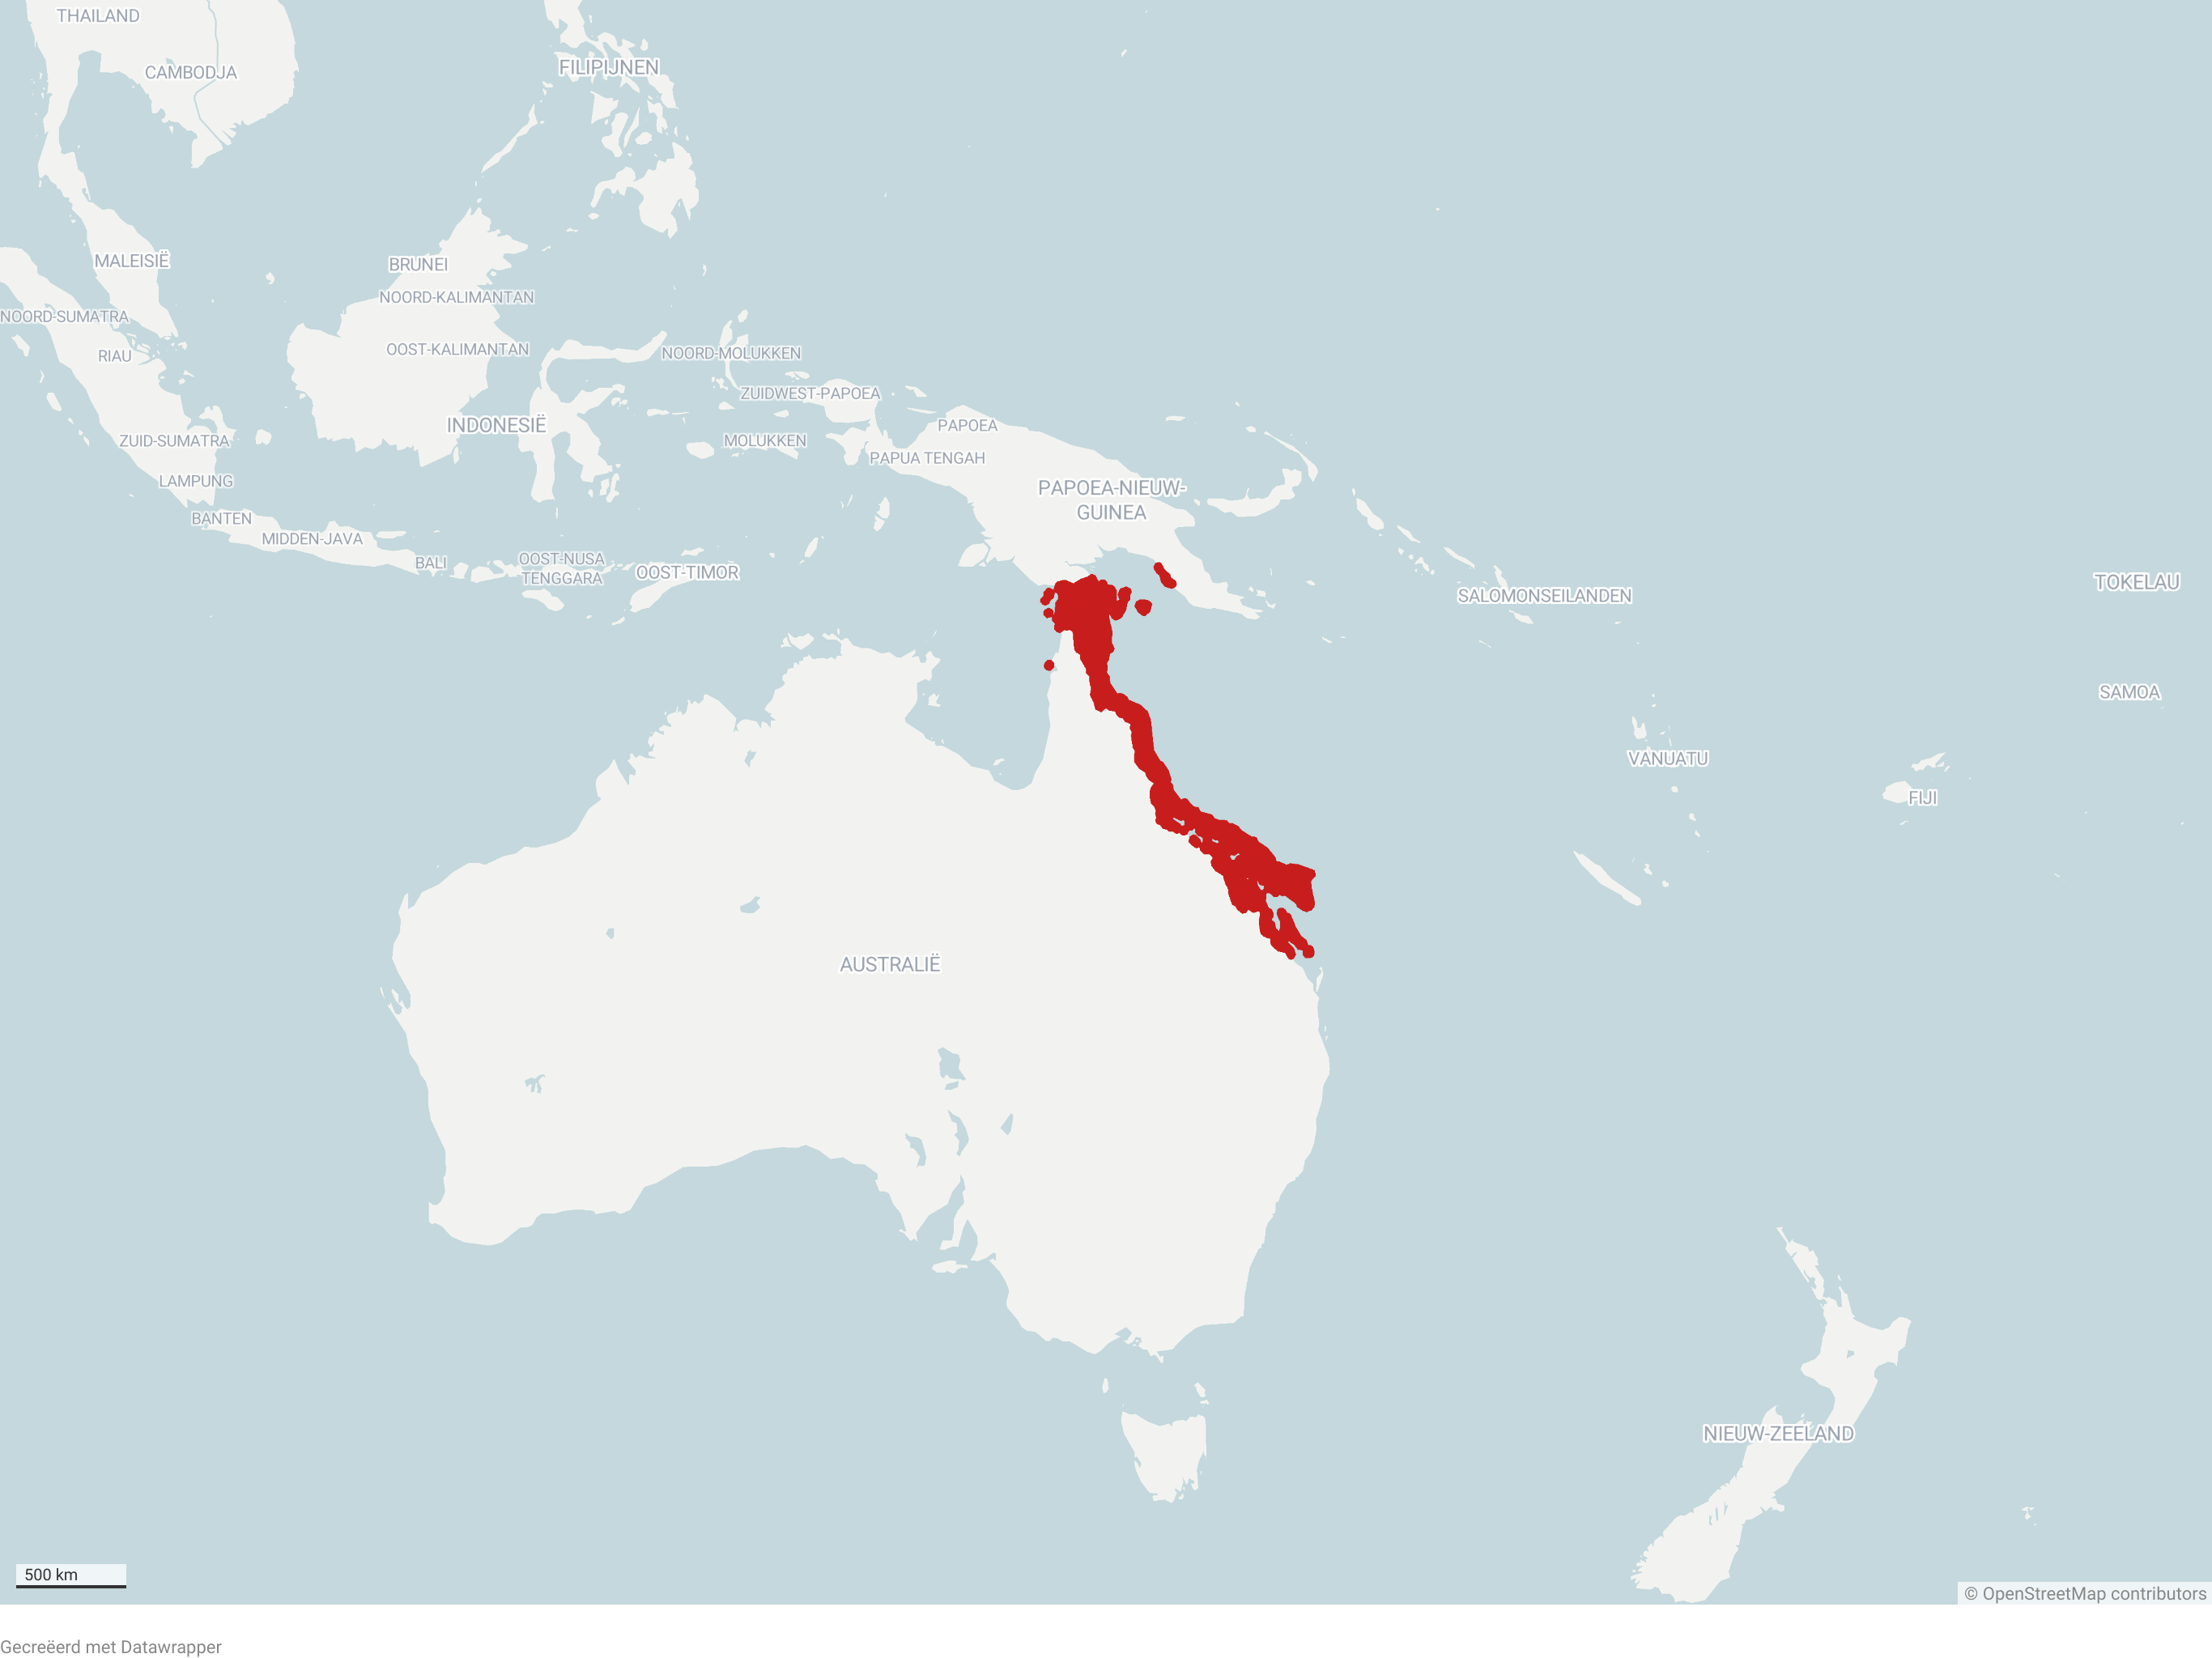 THAILAND
CAMBODJA
FILIPIJNEN
MALEISIË
BRUNEI
NOORD-KALIMANTAN
NOORD-SUMATRA
RIAU
OOST-KALIMANTAN
NOORD-MOLUKKEN
ZUIDWEST-PAPOEA
INDONESIË
PAPOEA
ZUID-SUMATRA
MOLUKKEN
PAPUA TENGAH
LAMPUNG
PAPOEA-NIEUW-
GUINEA
BANTEN
MIDDEN-JAVA
BALI
OOST-NUSA
TENGGARA
OOST-TIMOR
SALOMONSEILANDEN
TOKELAU
SAMOA
VANUATU
FIJI
AUSTRALIË
NIEUW-ZEELAND
500 km
© OpenStreetMap contributors
Gecreëerd met Datawrapper